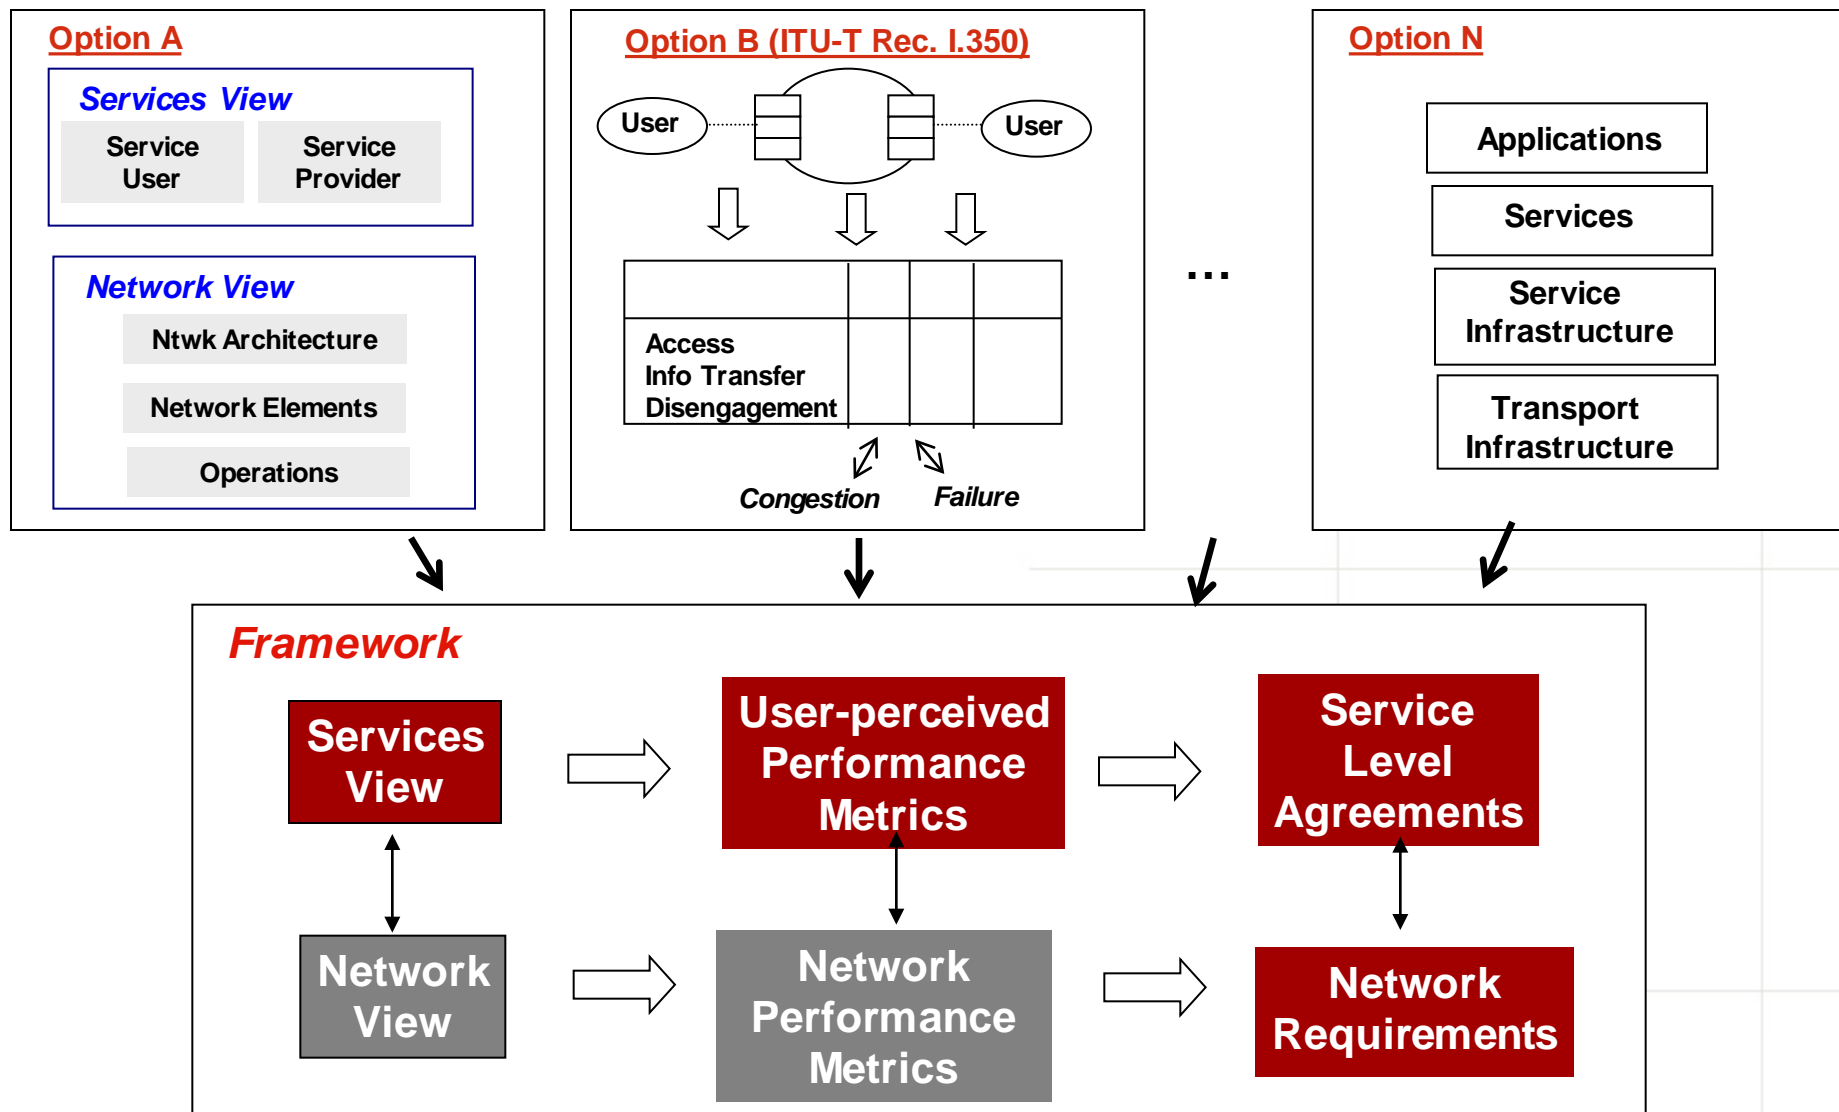 Option A
Services View
Service
User
Service
Provider
Network View
Ntwk Architecture
Network Elements
Operations
Option B (ITU-T Rec. I.350)
User
User
Access
Info Transfer
Disengagement
Congestion
Failure
...
Option N
Applications
Services
Service
Infrastructure
Transport
Infrastructure
Framework
Services
View
User-perceived
Performance
Metrics
Service
Level
Agreements
Network
View
Network
Performance
Metrics
Network
Requirements